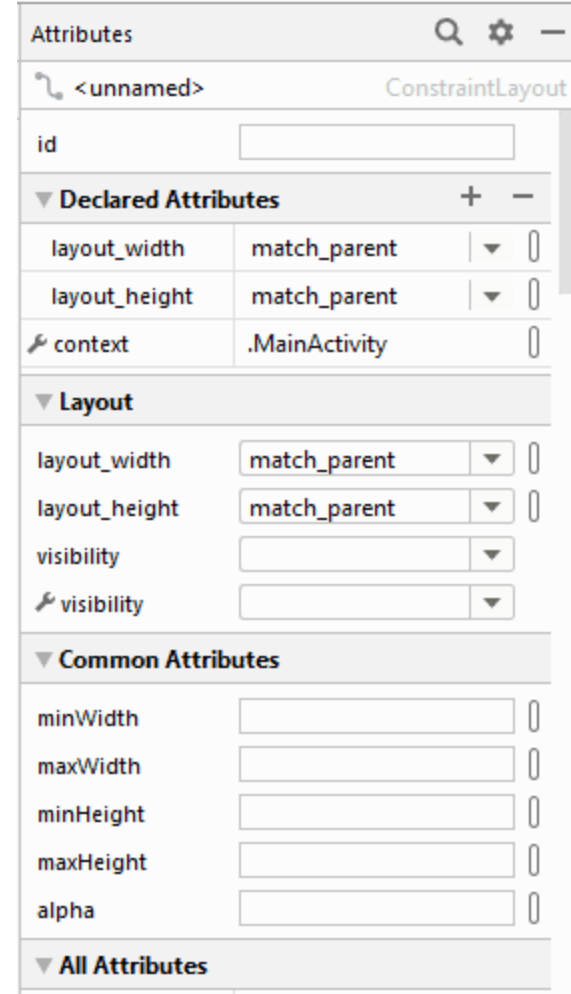 Attributes
<unnamed> ConstraintLayout
id
Declared Attributes
layout_width match_parent
layout_height match_parent
context .MainActivity
Layout
layout_width match_parent
layout_height match_parent
visibility
visibility
Common Attributes
minWidth
maxWidth
minHeight
maxHeight
alpha
All Attributes